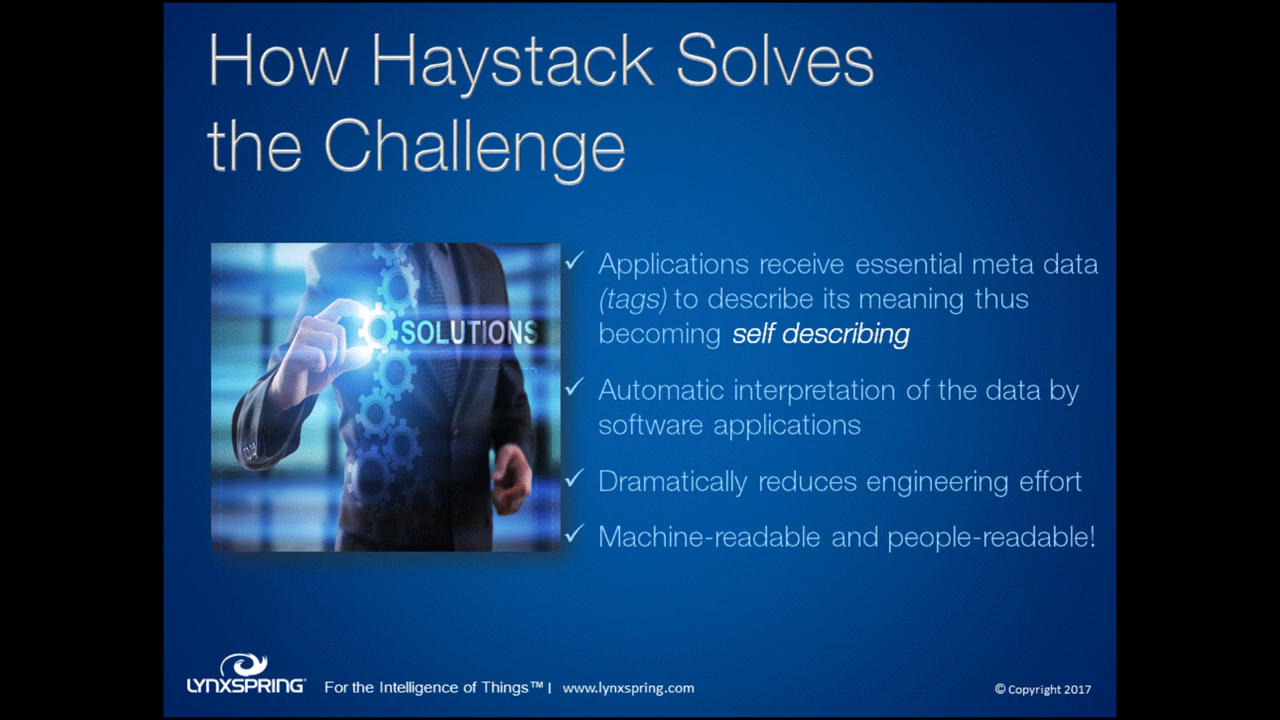 How Haystack Solves
the Challenge
SOLUTIONS
✓ Applications receive essential meta data
(tags) to describe its meaning thus
becoming self describing
✓ Automatic interpretation of the data by
software applications
✓ Dramatically reduces engineering effort
✓ Machine-readable and people-readable!
LYNXSPRING® For the Intelligence of Things™ | www.lynxspring.com
© Copyright 2017